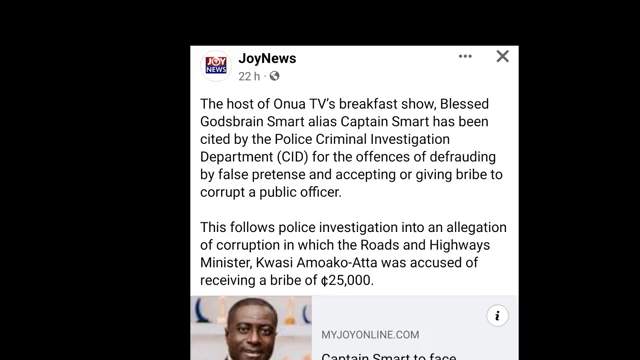 JOY
NEWS
JoyNews
22 h ·
The host of Onua TV's breakfast show, Blessed
Godsbrain Smart alias Captain Smart has been
cited by the Police Criminal Investigation
Department (CID) for the offences of defrauding
by false pretense and accepting or giving bribe to
corrupt a public officer.
This follows police investigation into an allegation
of corruption in which the Roads and Highways
Minister, Kwasi Amoako-Atta was accused of
receiving a bribe of ¢25,000.
MYJOYONLINE.COM
Captain Smart to face